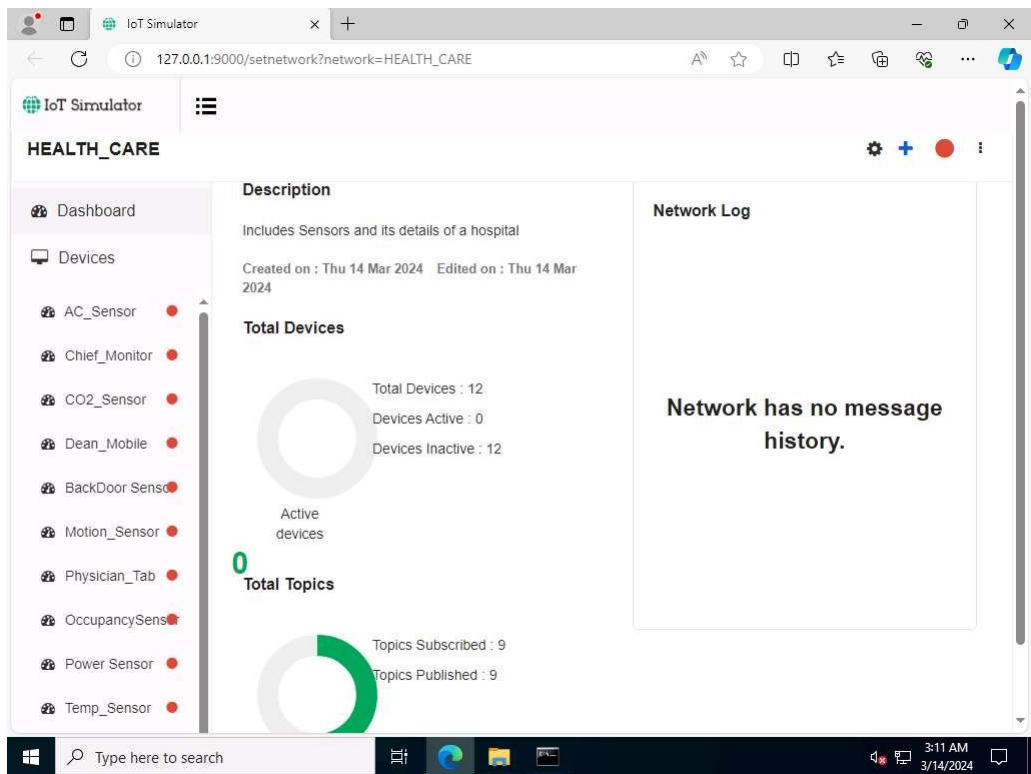 IoT Simulator
127.0.0.1:9000/setnetwork?network=HEALTH_CARE
IoT Simulator
HEALTH_CARE
Dashboard
Devices
AC_Sensor
Chief_Monitor
CO2_Sensor
Dean_Mobile
BackDoor Senso
Motion_Sensor
Physician_Tab
OccupancySensor
Power Sensor
Temp_Sensor
Description
Includes Sensors and its details of a hospital
Created on : Thu 14 Mar 2024 Edited on : Thu 14 Mar
2024
Total Devices
Total Devices : 12
Devices Active : 0
Devices Inactive : 12
Active
devices
0
Total Topics
Topics Subscribed : 9
Topics Published : 9
Network Log
Network has no message
history.
Type here to search
3:11 AM
3/14/2024